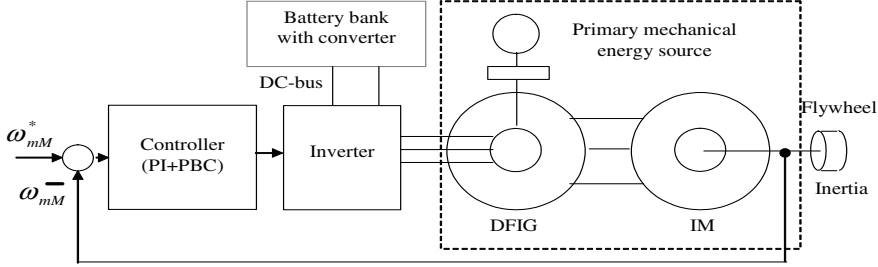 Battery bank
with converter
Primary mechanical
energy source
DC-bus
Flywheel
ω*mM
Controller
(PI+PBC)
Inverter
ωmM
Inertia
DFIG
IM